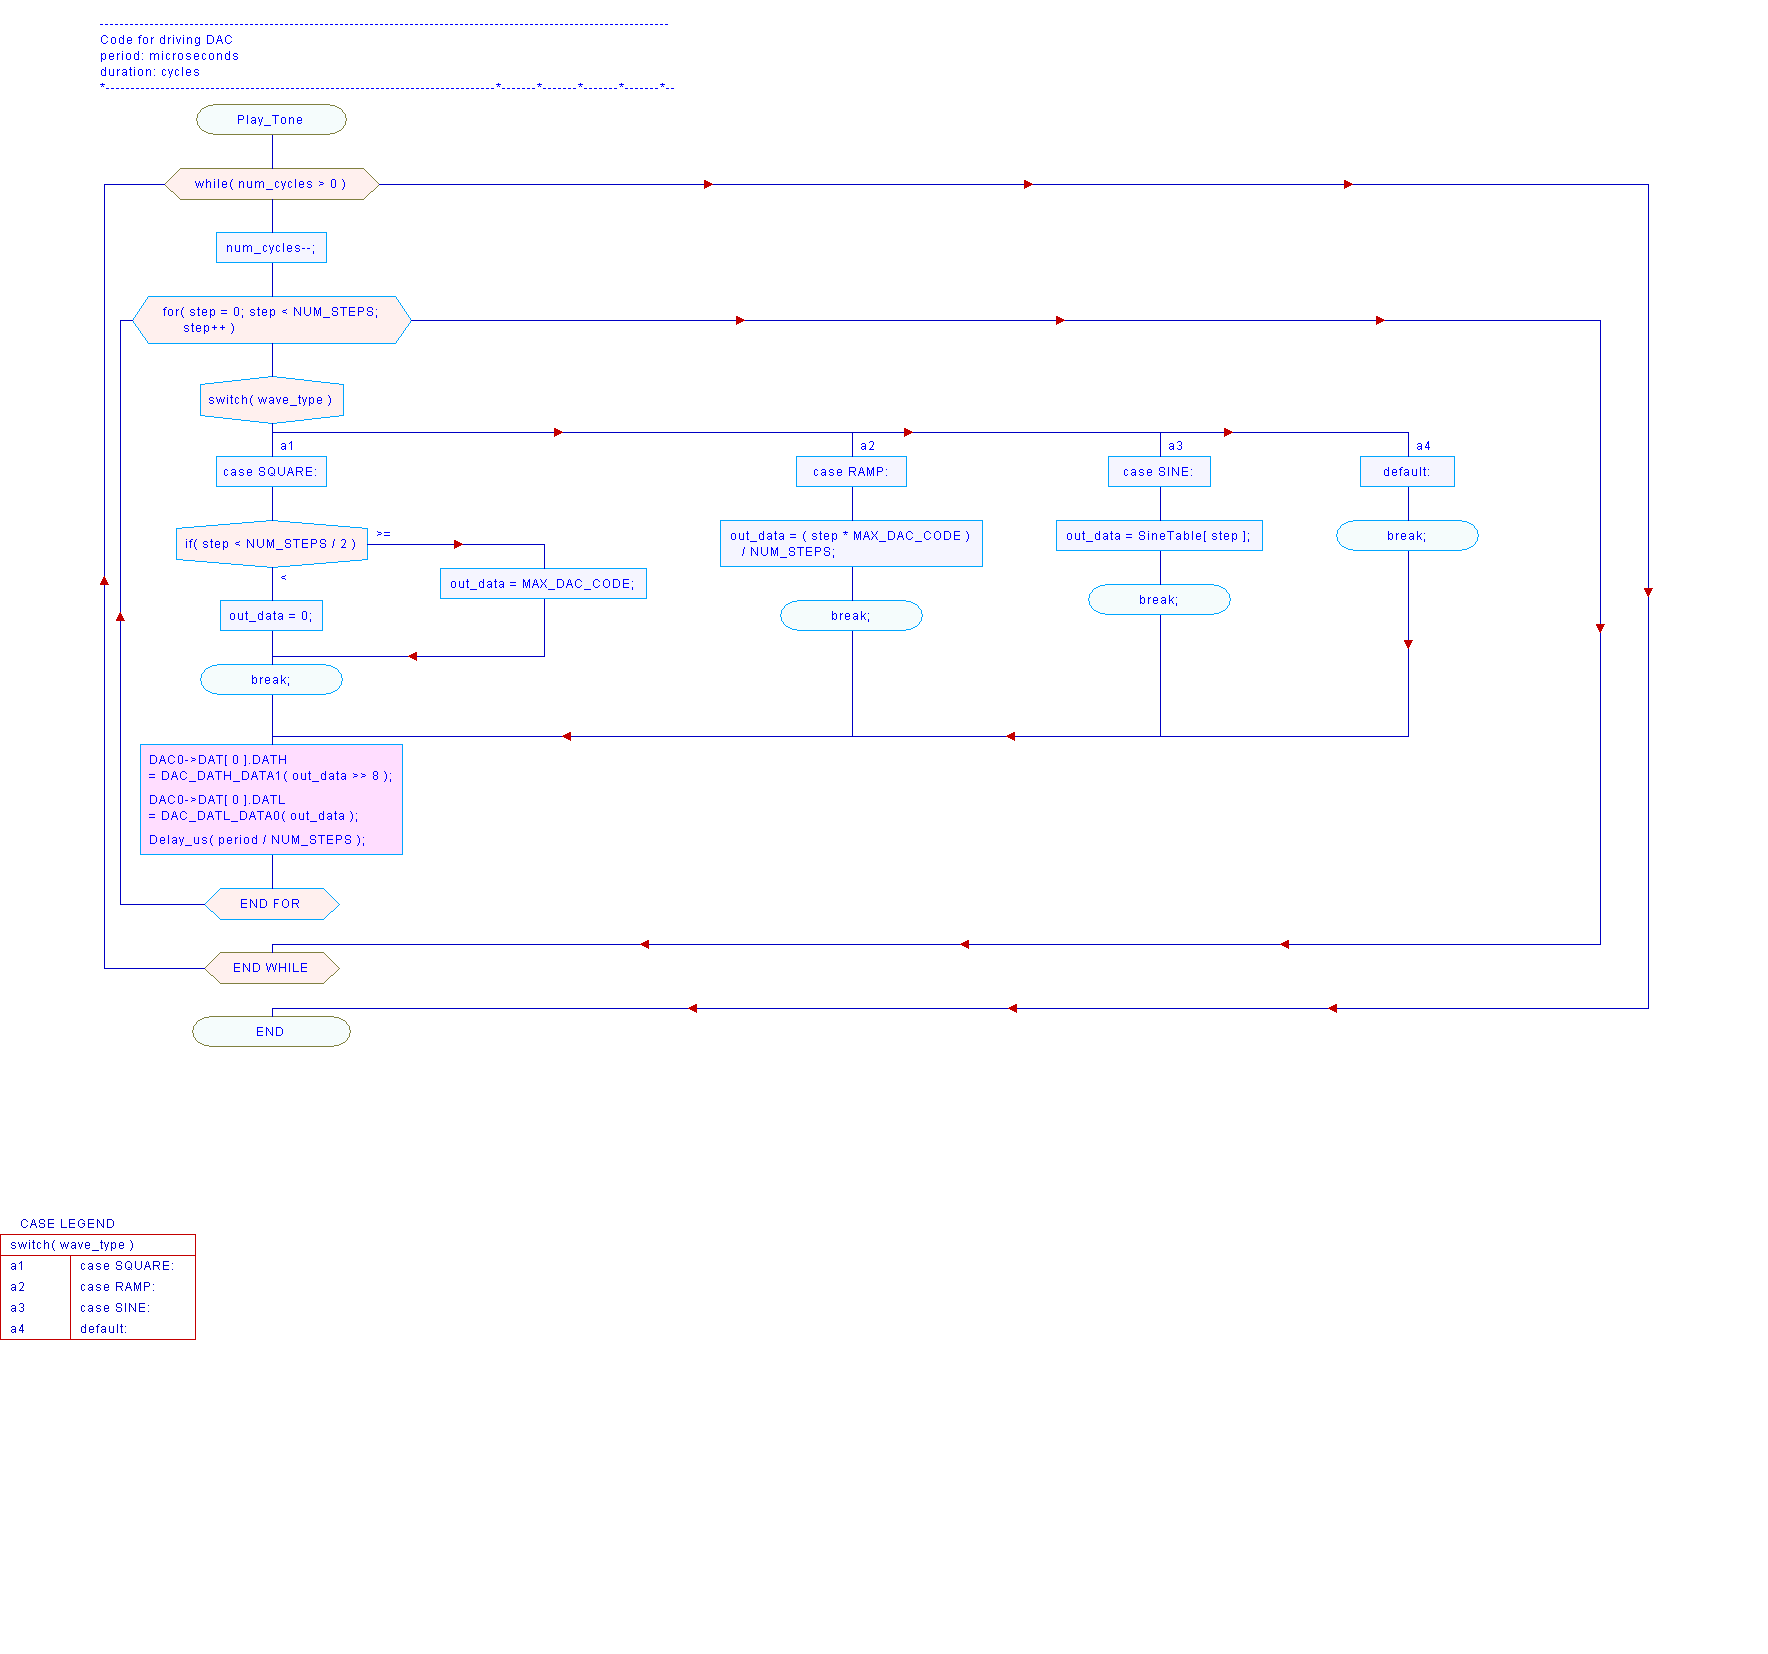 --------------------------------------------------------------------------------------------------------------
Code for driving DAC
period: microseconds
duration: cycles
*---------------------------------------------------------------------------*-------*-------*-------*-------*--
Play_Tone
while( num_cycles > 0 )
num_cycles--;
for( step = 0; step < NUM_STEPS;
step++ )
switch( wave_type )
a1
a2
a3
a4
case SQUARE:
case RAMP:
case SINE:
default:
if( step < NUM_STEPS / 2 )
>=
<
out_data = MAX_DAC_CODE;
out_data = 0;
break;
out_data = ( step * MAX_DAC_CODE )
/ NUM_STEPS;
break;
out_data = SineTable[ step ];
break;
break;
DAC0->DAT[ 0 ].DATH
= DAC_DATH_DATA1( out_data >> 8 );
DAC0->DAT[ 0 ].DATL
= DAC_DATL_DATA0( out_data );
Delay_us( period / NUM_STEPS );
END FOR
END WHILE
END
CASE LEGEND
switch( wave_type )
a1 case SQUARE:
a2 case RAMP:
a3 case SINE:
a4 default: